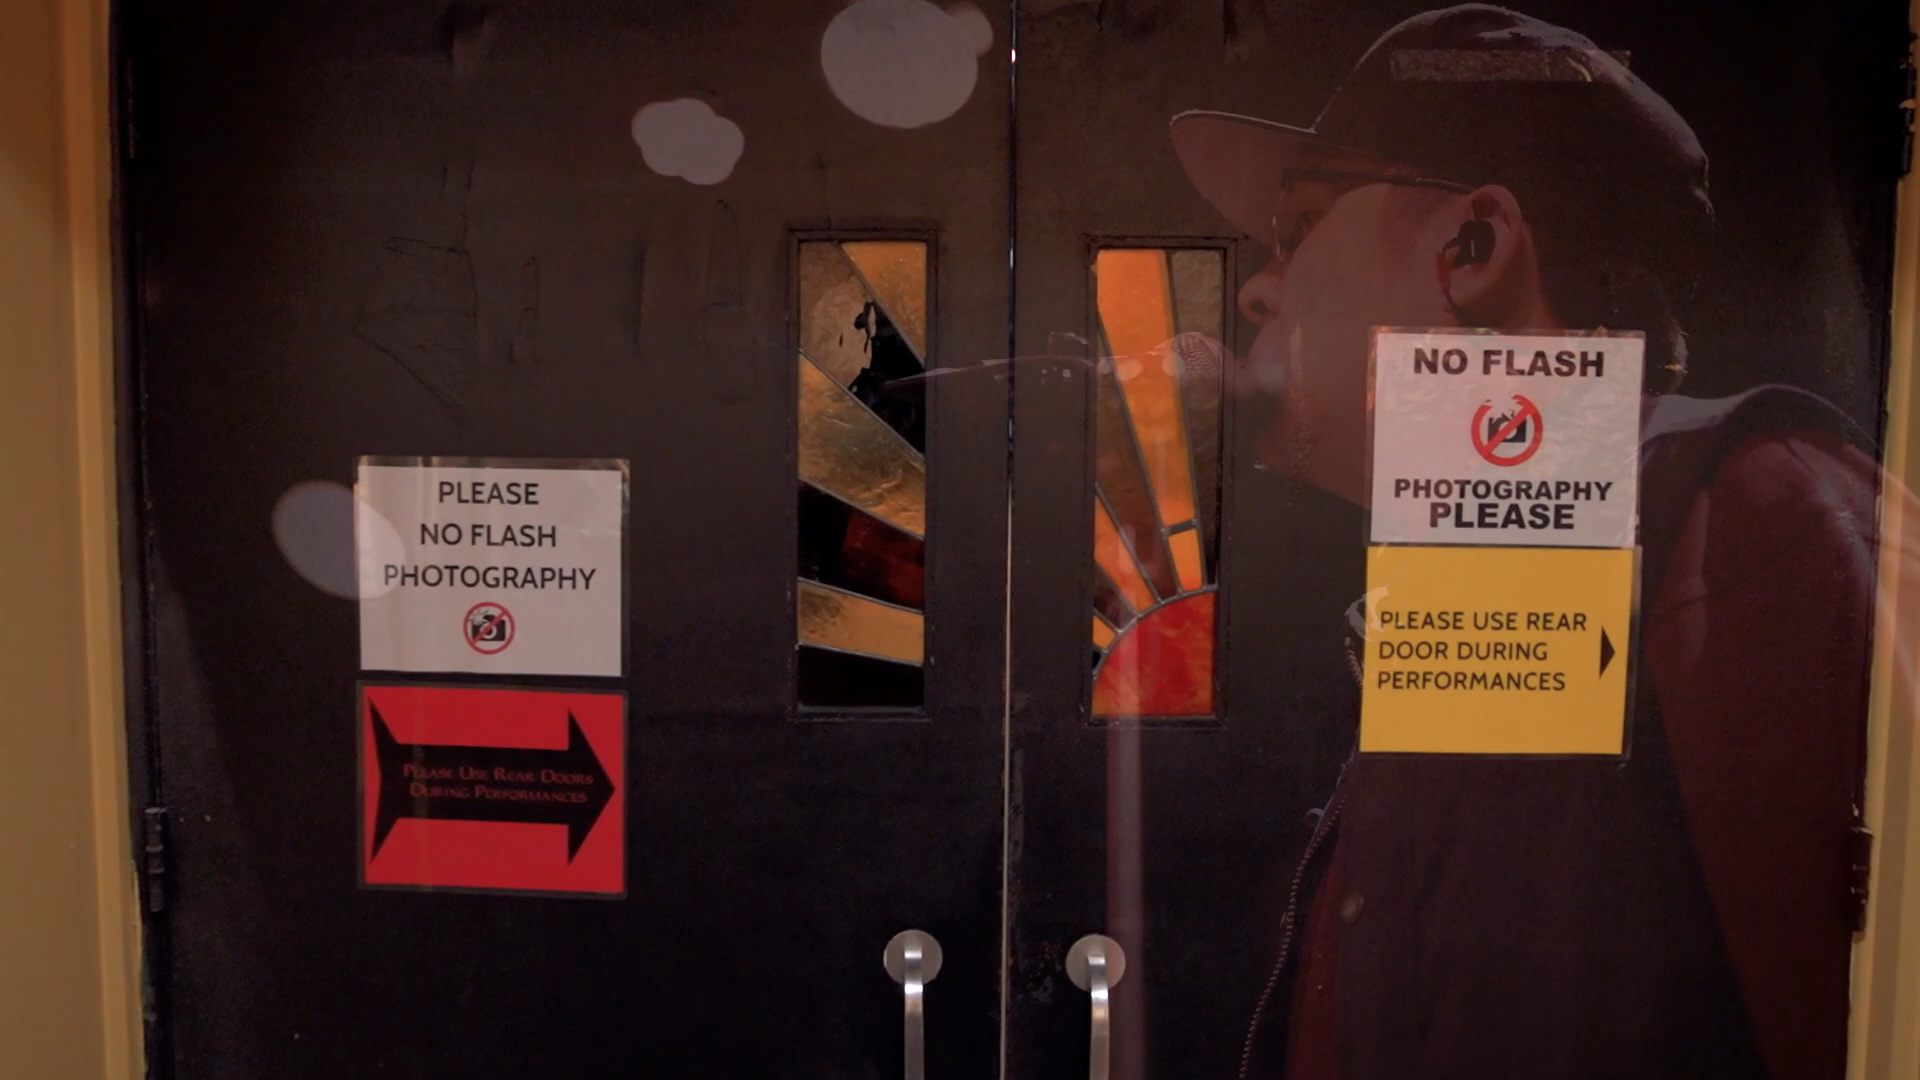 PLEASE
NO FLASH
PHOTOGRAPHY
PLEASE USE REAR DOORS
DURING PERFORMANCES
NO FLASH
PHOTOGRAPHY
PLEASE
PLEASE USE REAR
DOOR DURING
PERFORMANCES